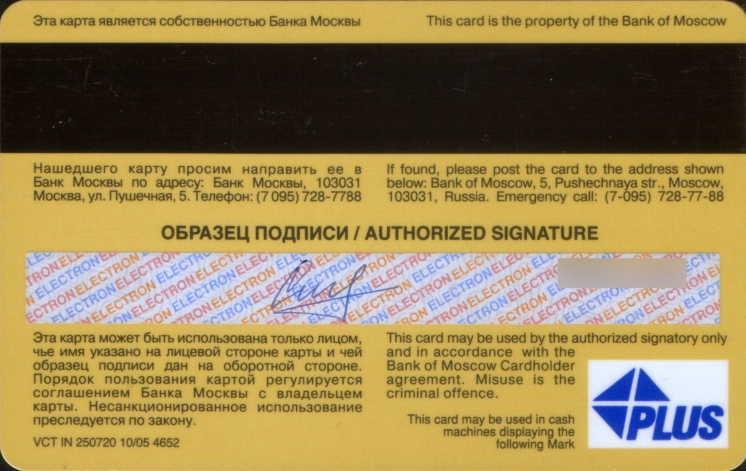 Эта карта является собственностью Банка Москвы
This card is the property of the Bank of Moscow
Нашедшего карту просим направить ее в
Банк Москвы по адресу: Банк Москвы, 103031
Москва, ул. Пушечная, 5. Телефон: (7 095) 728-7788
If found, please post the card to the address shown
below: Bank of Moscow, 5, Pushechnaya str., Moscow,
103031, Russia. Emergency call: (7-095) 728-77-88
ОБРАЗЕЦ ПОДПИСИ / AUTHORIZED SIGNATURE
ELECTRON ELECTRON ELECTRON ELECTRON
Эта карта может быть использована только лицом,
чье имя указано на лицевой стороне карты и чей
образец подписи дан на оборотной стороне.
Порядок пользования картой регулируется
соглашением Банка Москвы с владельцем
карты. Несанкционированное использование
преследуется по закону.
VCT IN 250720 10/05 4652
This card may be used by the authorized signatory only
and in accordance with the
Bank of Moscow Cardholder
agreement. Misuse is the
criminal offence.
This card may be used in cash
machines displaying the
following Mark
PLUS